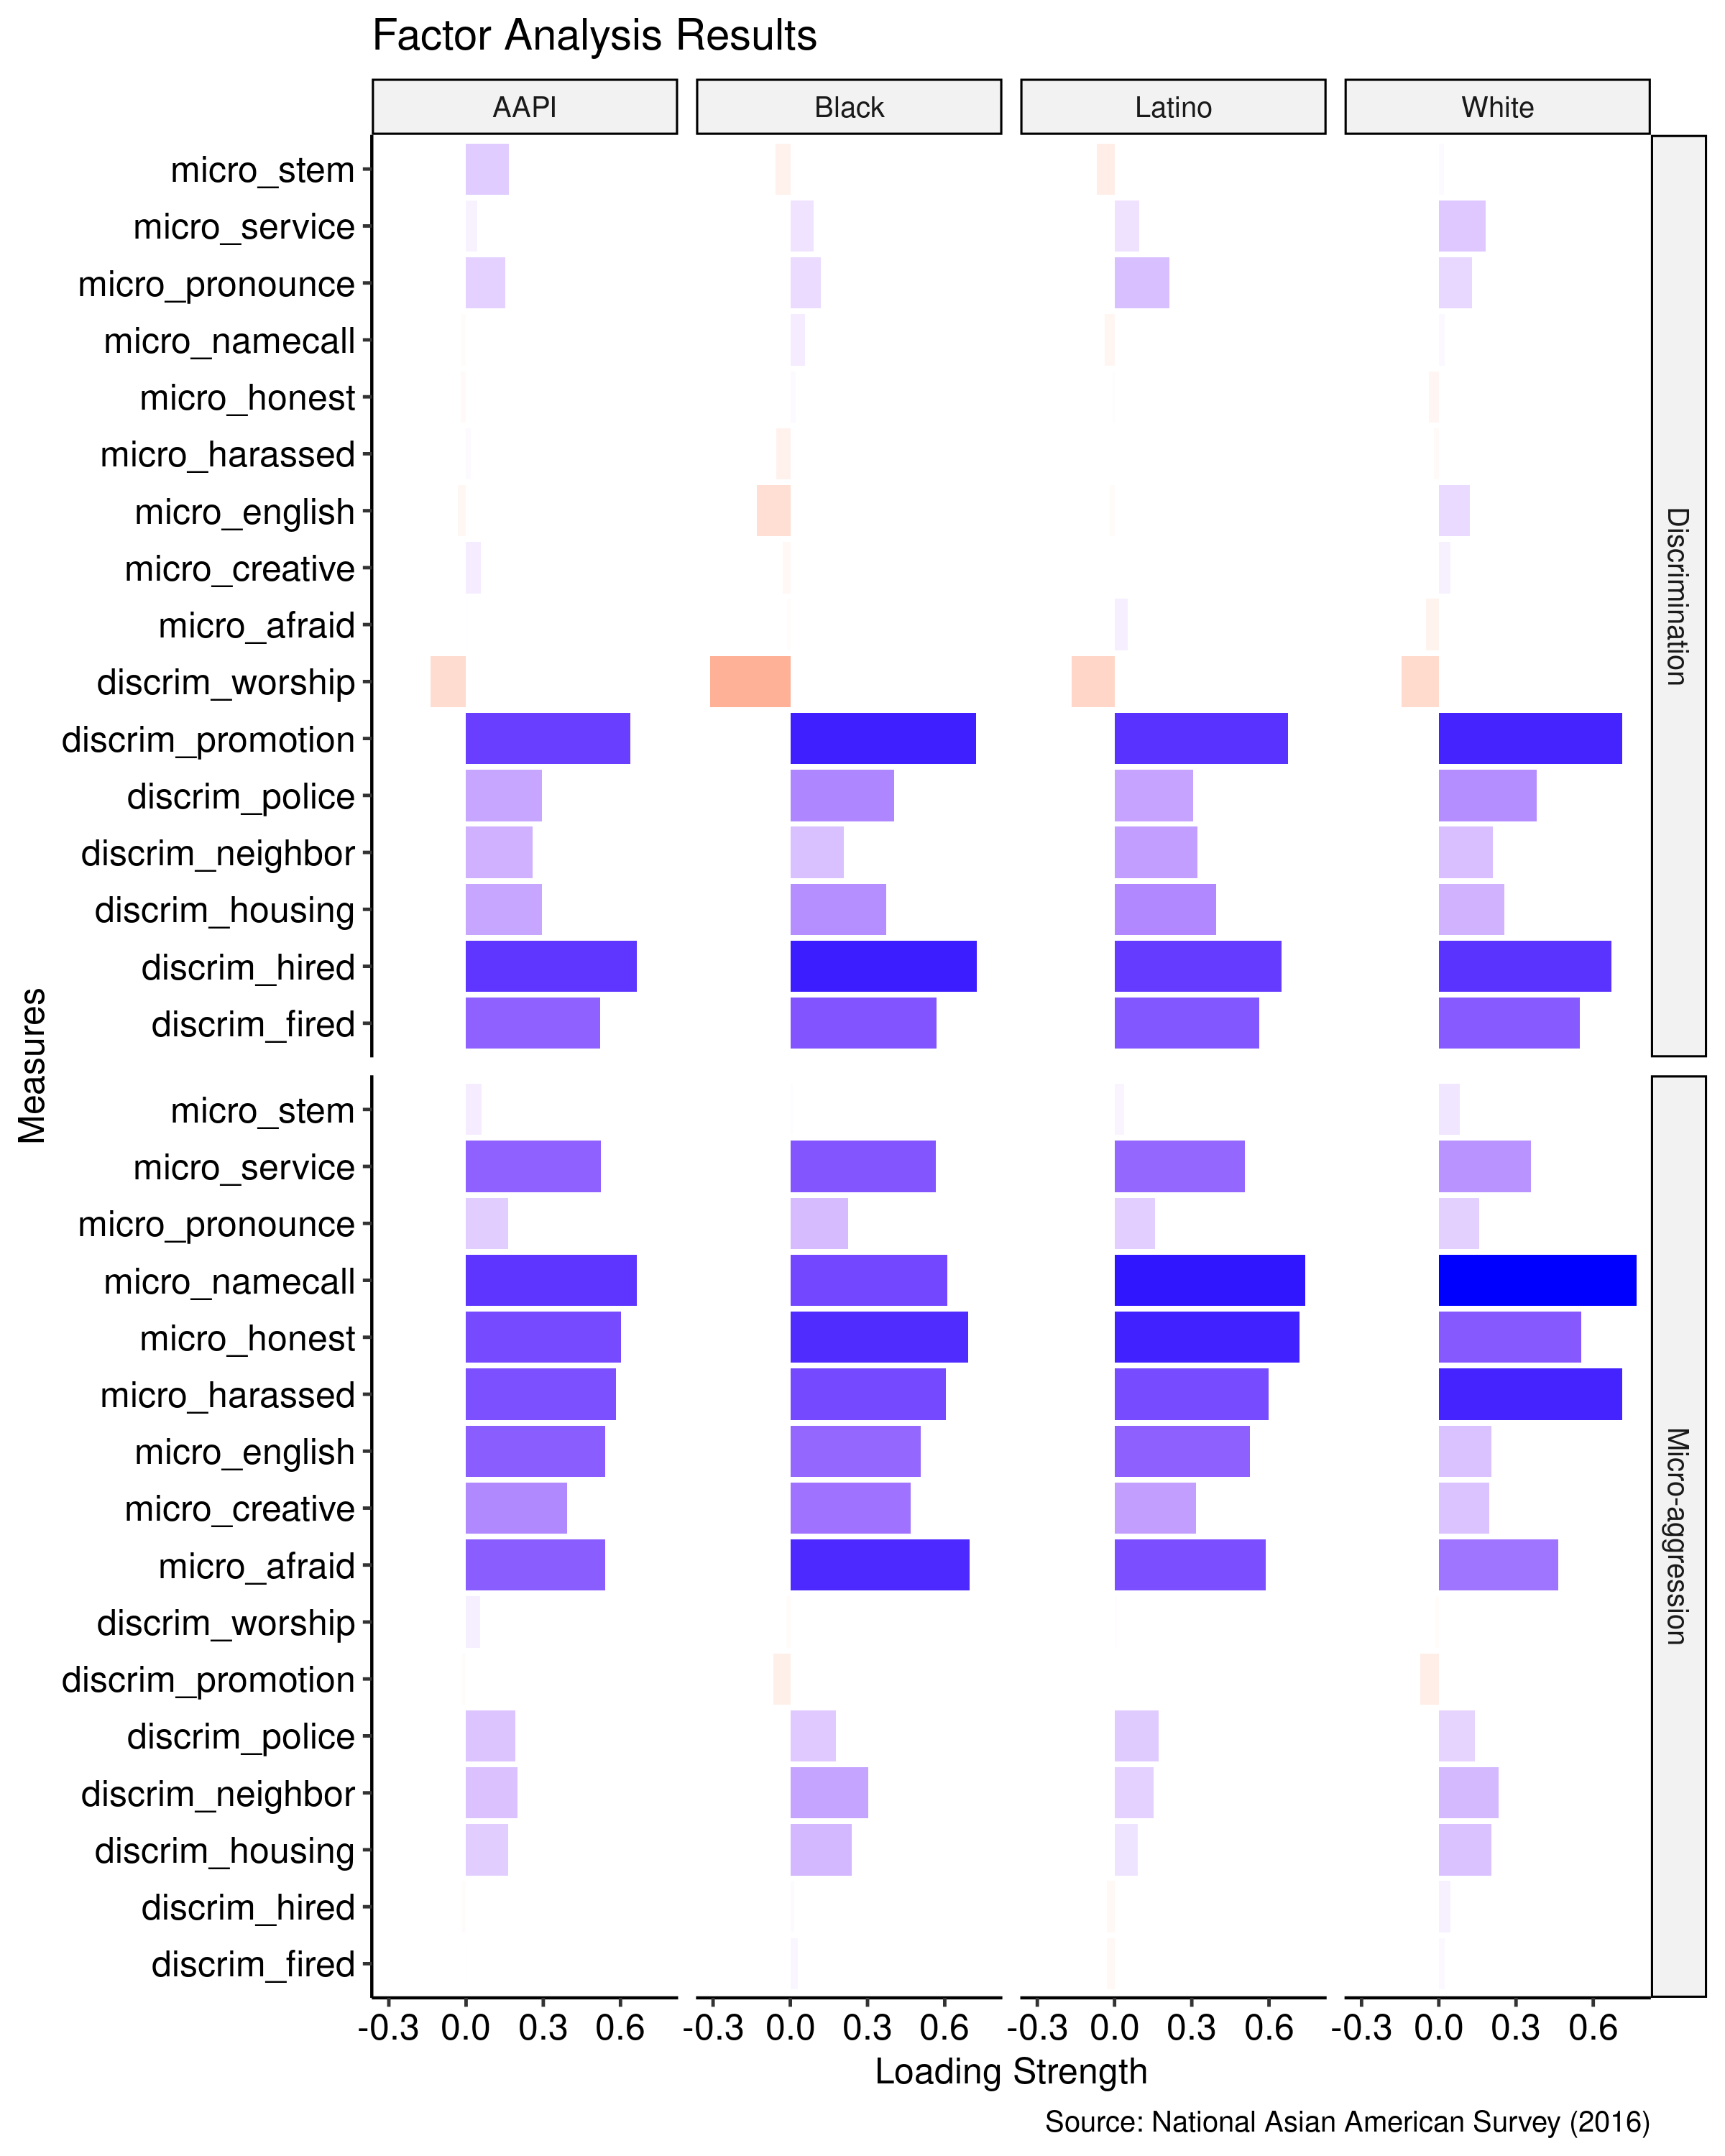 Factor Analysis Results
AAPI Black Latino White
micro_stem
micro_service
micro_pronounce
micro_namecall
micro_honest
micro_harassed
micro_english
micro_creative
micro_afraid
discrim_worship
discrim_promotion
discrim_police
discrim_neighbor
discrim_housing
discrim_hired
discrim_fired
Discrimination
Measures
micro_stem
micro_service
micro_pronounce
micro_namecall
micro_honest
micro_harassed
micro_english
micro_creative
micro_afraid
discrim_worship
discrim_promotion
discrim_police
discrim_neighbor
discrim_housing
discrim_hired
discrim_fired
Micro-aggression
-0.3 0.0 0.3 0.6 -0.3 0.0 0.3 0.6 -0.3 0.0 0.3 0.6 -0.3 0.0 0.3 0.6
Loading Strength
Source: National Asian American Survey (2016)